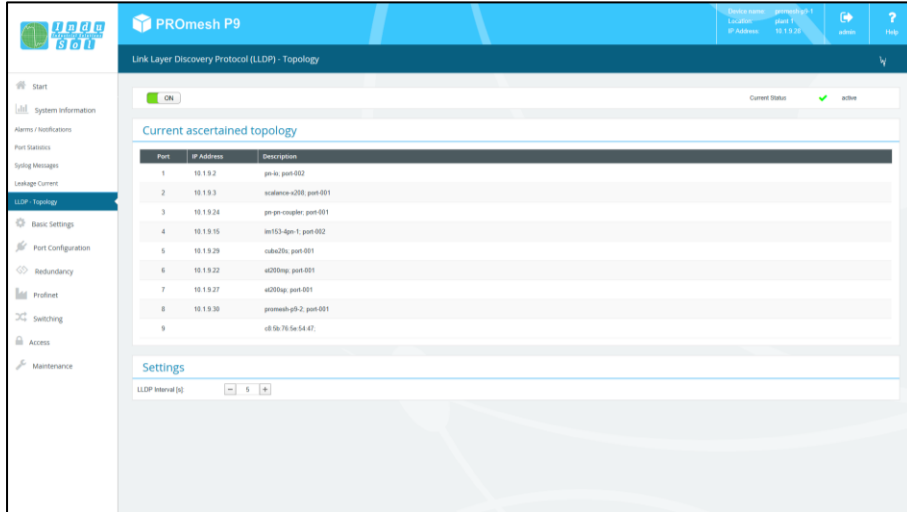 Indu
Sol
PROmesh P9
Device name: promesh-p9-1
Location: plant 1
IP Address: 10.1.9.20
admin
Help
Link Layer Discovery Protocol (LLDP) - Topology
Start
System Information
Alarms / Notifications
Port Statistics
Syslog Messages
Leakage Current
LLDP - Topology
Basic Settings
Port Configuration
Redundancy
Profinet
Switching
Access
Maintenance
ON
Current Status
active
Current ascertained topology
Port IP Address Description
1 10.1.9.2 pn-io; port-002
2 10.1.9.3 scalance-x208; port-001
3 10.1.9.24 pn-pn-coupler; port-001
4 10.1.9.15 im153-4pn-1; port-002
5 10.1.9.29 cube20s; port-001
6 10.1.9.22 et200mp; port-001
7 10.1.9.27 et200sp; port-001
8 10.1.9.30 promesh-p9-2; port-001
9 c8:5b:76:5e:54:47;
Settings
LLDP Interval [s]: − 5 +